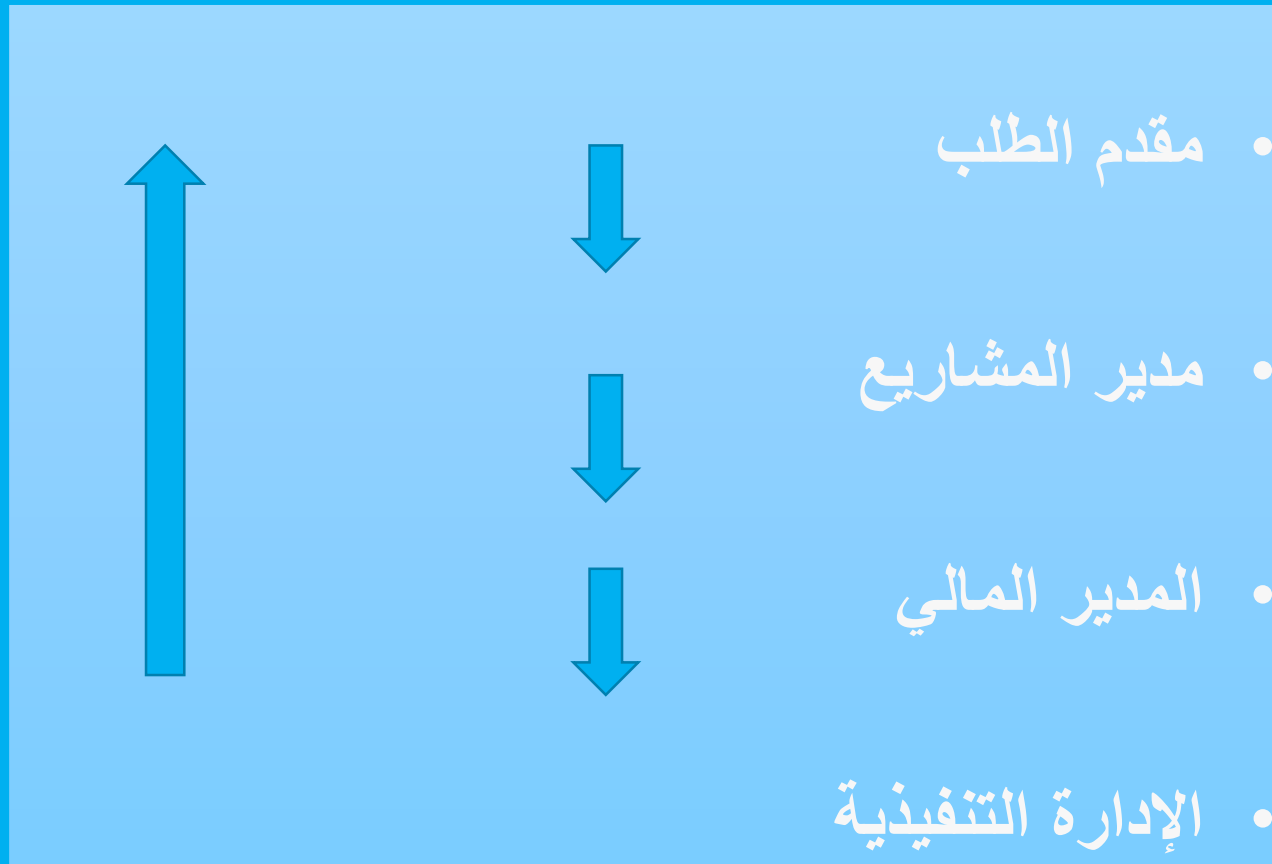 • مقدم الطلب
• مدير المشاريع
• المدير المالي
• الإدارة التنفيذية